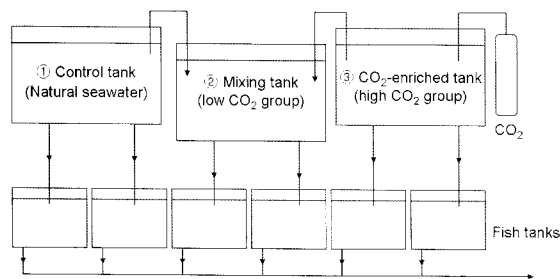 ① Control tank
(Natural seawater)
② Mixing tank
(low CO₂ group)
③ CO₂-enriched tank
(high CO₂ group)
CO₂
Fish tanks